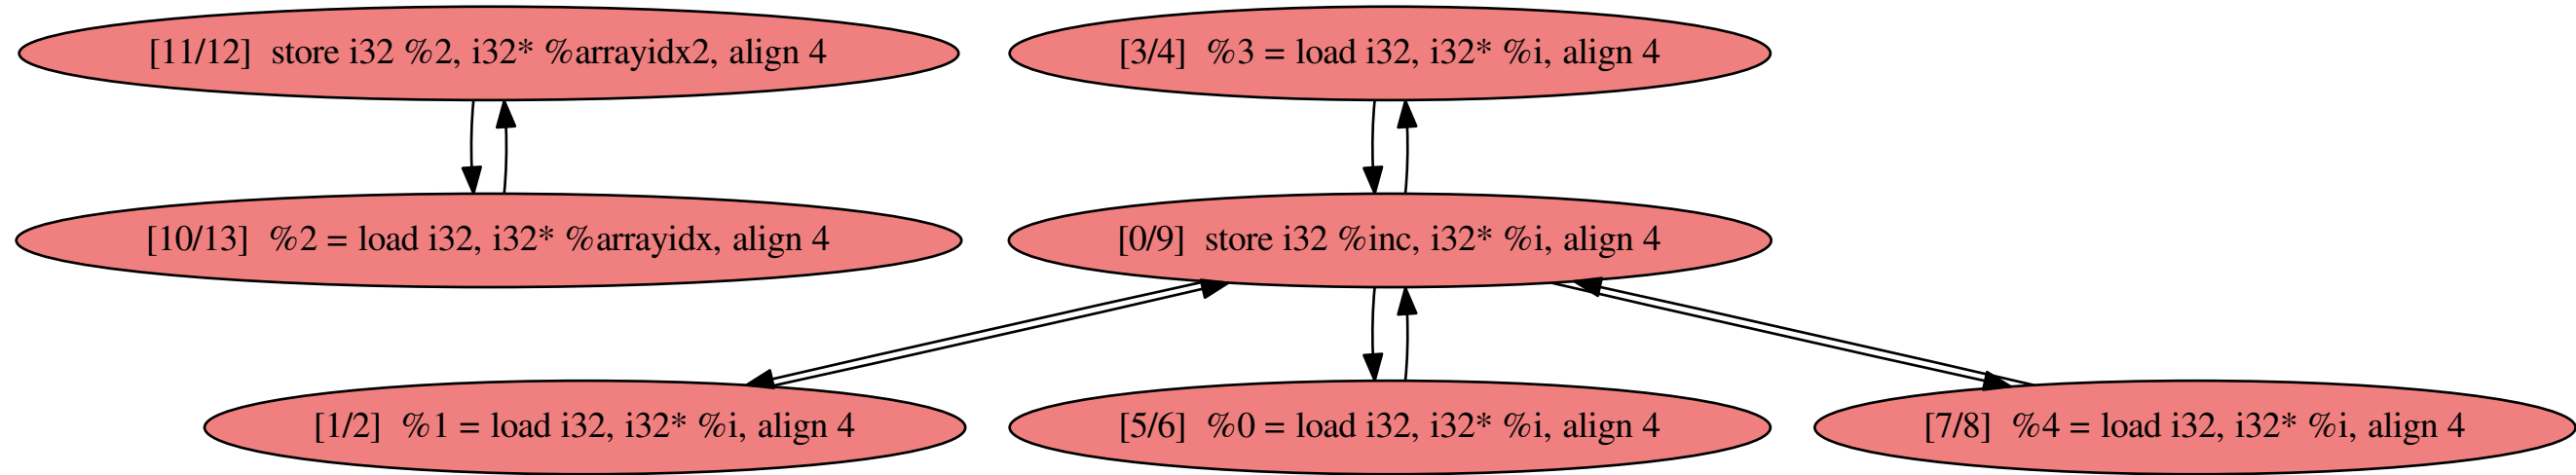 [11/12]  store i32 %2, i32* %arrayidx2, align 4
[3/4]  %3 = load i32, i32* %i, align 4
[10/13]  %2 = load i32, i32* %arrayidx, align 4
[0/9]  store i32 %inc, i32* %i, align 4
[1/2]  %1 = load i32, i32* %i, align 4
[5/6]  %0 = load i32, i32* %i, align 4
[7/8]  %4 = load i32, i32* %i, align 4